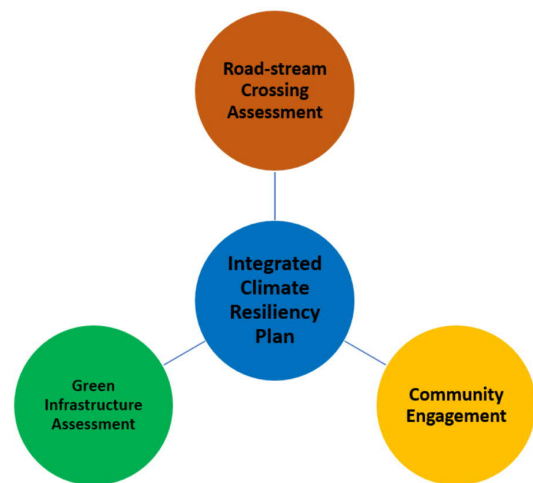 Road-stream
Crossing
Assessment
Integrated
Climate
Resiliency
Plan
Green
Infrastructure
Assessment
Community
Engagement